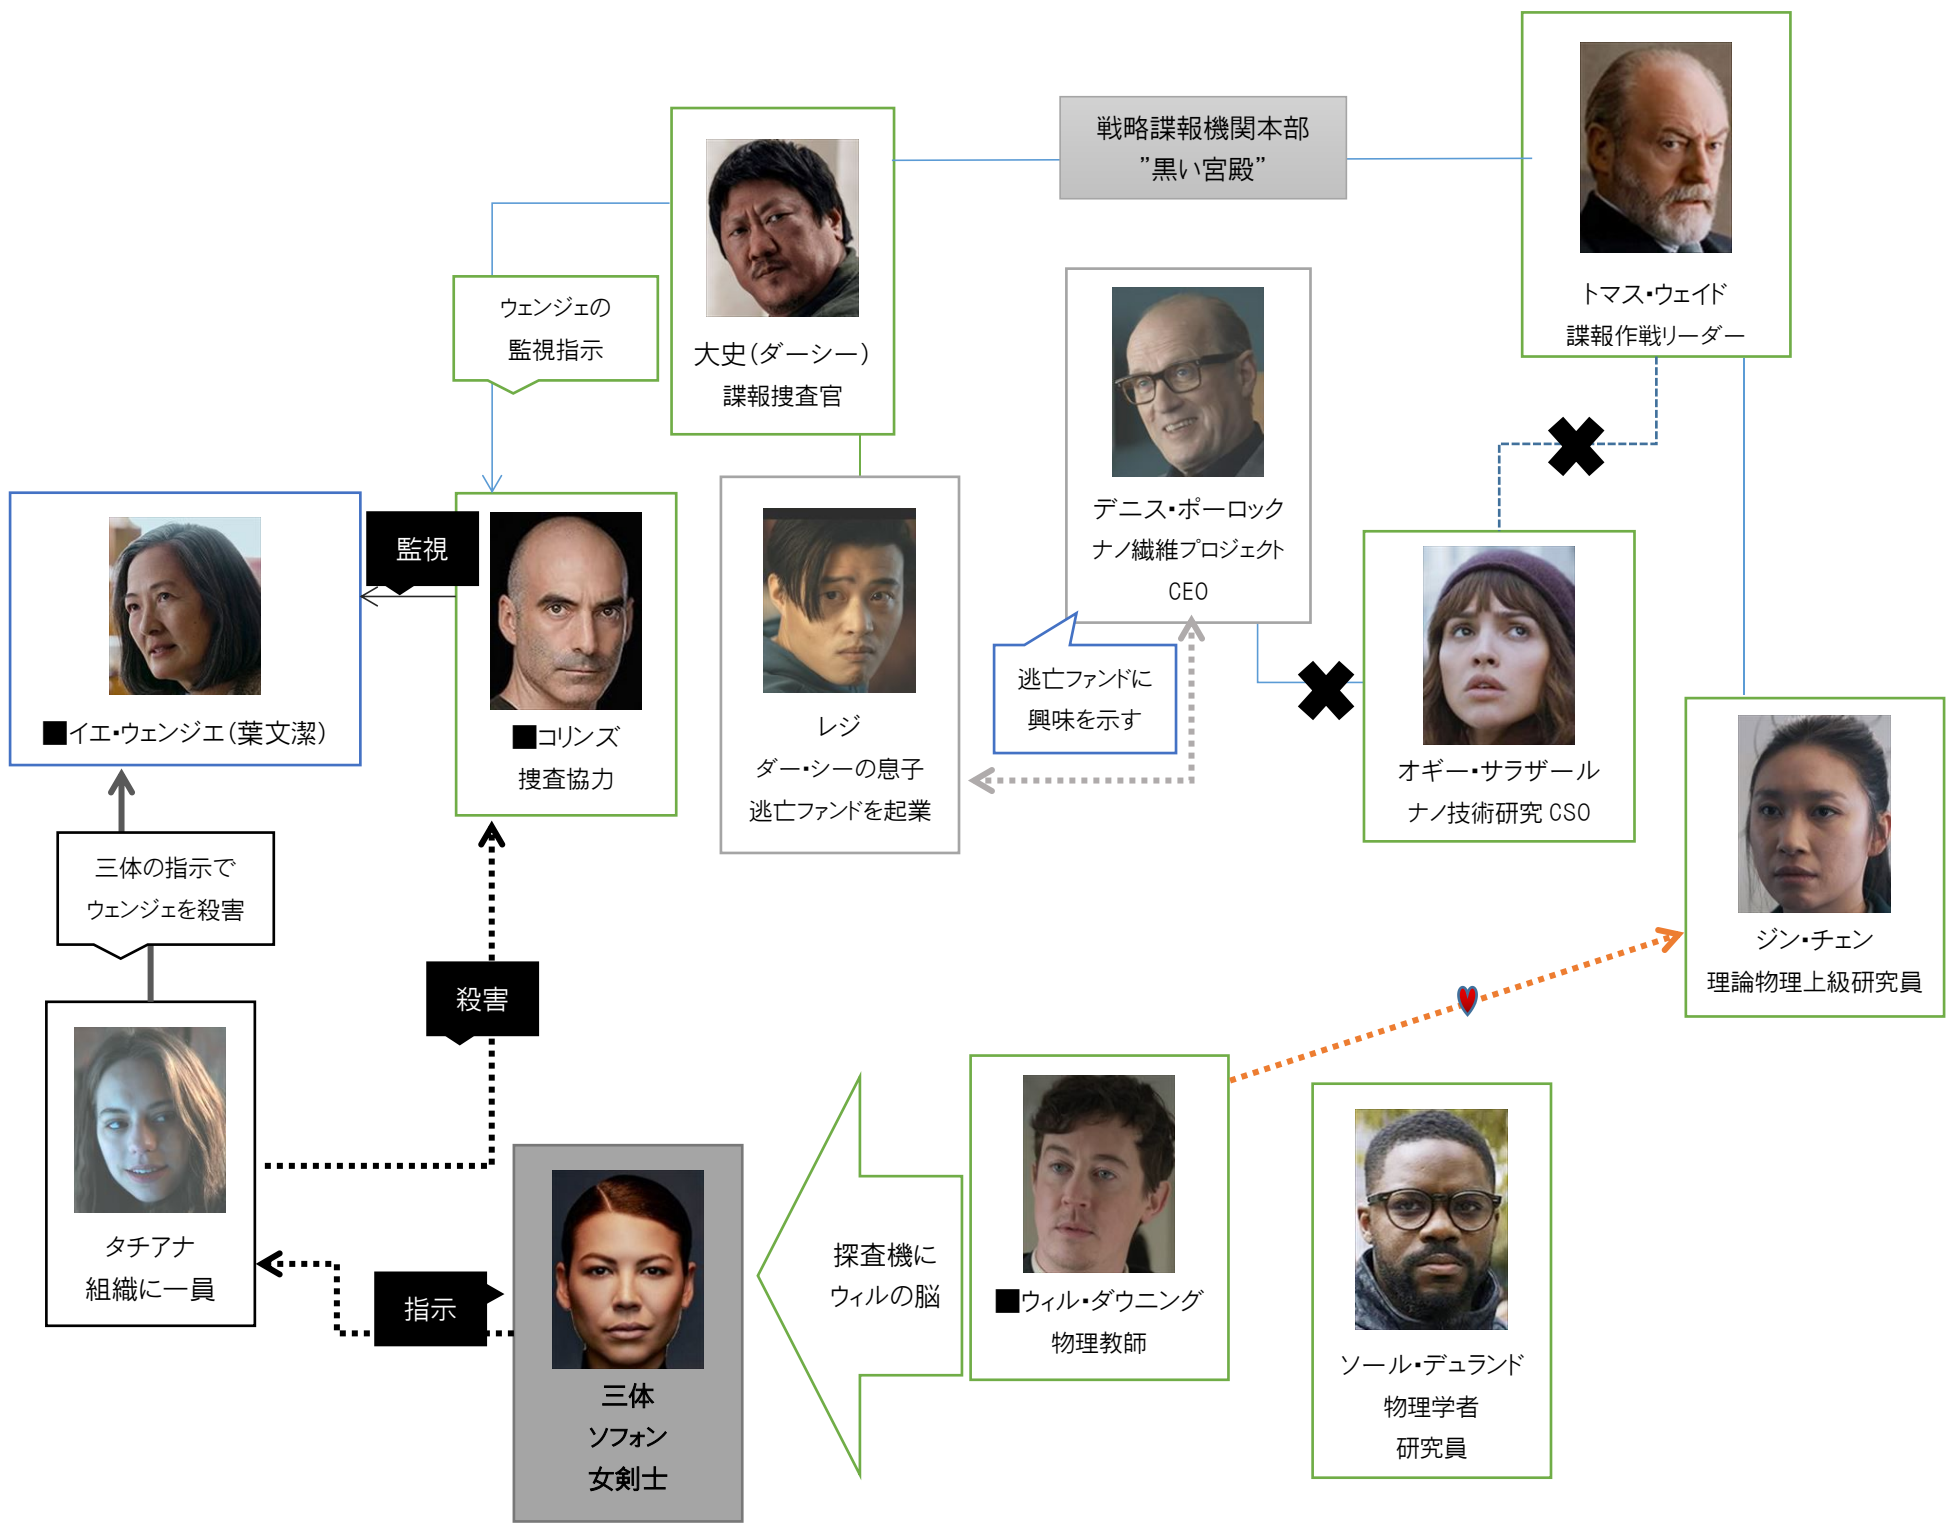 戦略諜報機関本部
”黒い宮殿”
トマス・ウェイド
諜報作戦リーダー
大史（ダーシー）
諜報捜査官
ウェンジェの
監視指示
デニス・ポーロック
ナノ繊維プロジェクト
CEO
監視
■イエ・ウェンジエ（葉文潔）
■コリンズ
捜査協力
レジ
ダー・シーの息子
逃亡ファンドを起業
逃亡ファンドに
興味を示す
オギー・サラザール
ナノ技術研究 CSO
ジン・チェン
理論物理上級研究員
三体の指示で
ウェンジェを殺害
殺害
タチアナ
組織に一員
指示
三体
ソフォン
女剣士
探査機に
ウィルの脳
■ウィル・ダウニング
物理教師
ソール・デュランド
物理学者
研究員